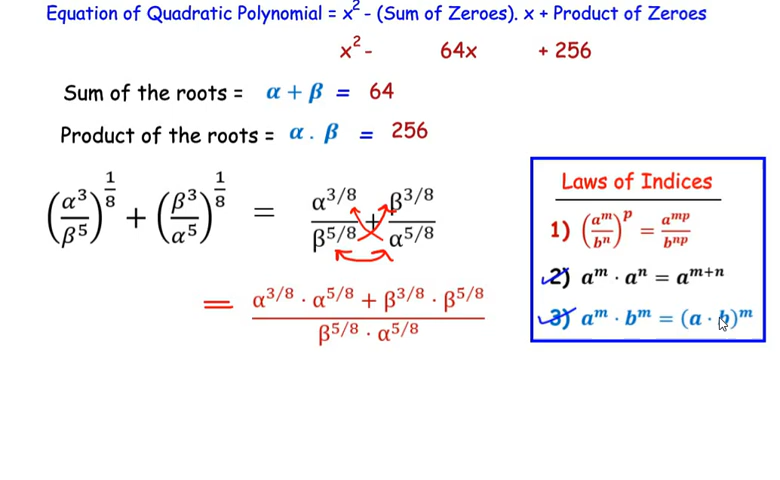 Equation of Quadratic Polynomial = x² - (Sum of Zeroes). x + Product of Zeroes
x² - 64x + 256
Sum of the roots = α + β = 64
Product of the roots = α . β = 256
(α³/β⁵)^(1/8) + (β³/α⁵)^(1/8) = α^(3/8)/β^(5/8) + β^(3/8)/α^(5/8)
= (α^(3/8) · α^(5/8) + β^(3/8) · β^(5/8))/(β^(5/8) · α^(5/8))
Laws of Indices
1) (a^m/b^n)^p = a^(mp)/b^(np)
2) a^m · a^n = a^(m+n)
3) a^m · b^m = (a · b)^m